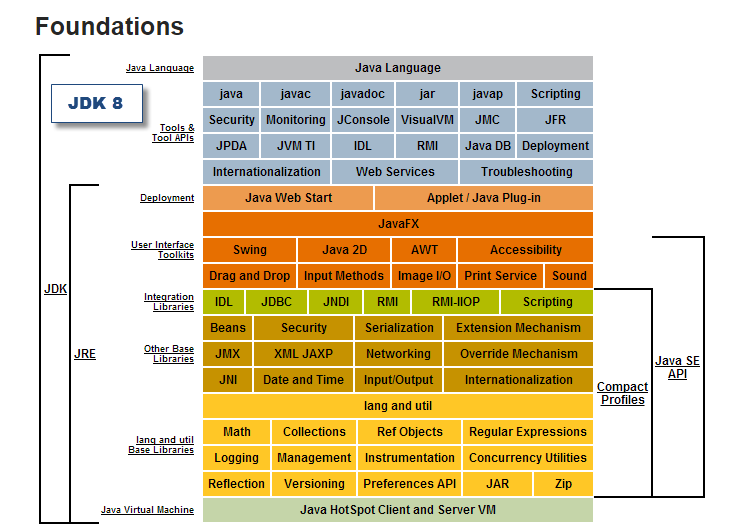 Foundations
JDK 8
Java Language
Java Language
Tools &
Tool APIs
java javac javadoc jar javap Scripting
Security Monitoring JConsole VisualVM JMC JFR
JPDA JVM TI IDL RMI Java DB Deployment
Internationalization Web Services Troubleshooting
Deployment
Java Web Start Applet / Java Plug-in
JavaFX
User Interface
Toolkits
Swing Java 2D AWT Accessibility
Drag and Drop Input Methods Image I/O Print Service Sound
Integration
Libraries
IDL JDBC JNDI RMI RMI-IIOP Scripting
Other Base
Libraries
Beans Security Serialization Extension Mechanism
JMX XML JAXP Networking Override Mechanism
JNI Date and Time Input/Output Internationalization
lang and util
lang and util
Base Libraries
Math Collections Ref Objects Regular Expressions
Logging Management Instrumentation Concurrency Utilities
Reflection Versioning Preferences API JAR Zip
Java Virtual Machine
Java HotSpot Client and Server VM
JDK
JRE
Compact
Profiles
Java SE
API